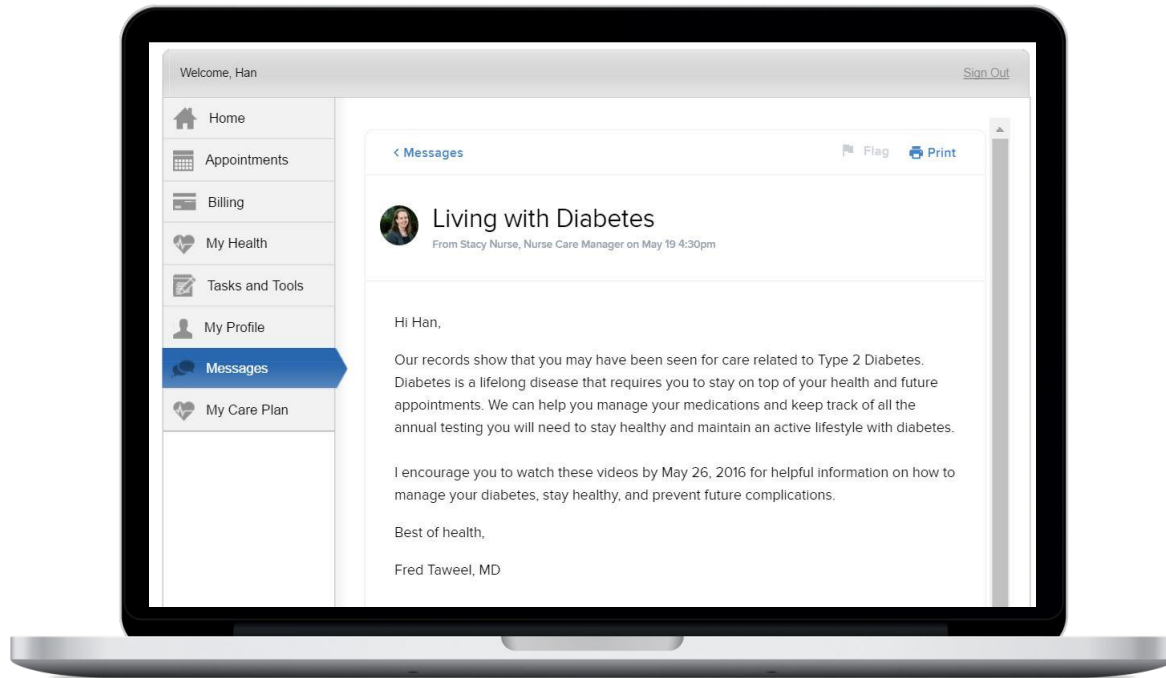 Welcome, Han
Sign Out
Home
Appointments
Billing
My Health
Tasks and Tools
My Profile
Messages
My Care Plan
< Messages
Flag
Print
Living with Diabetes
From Stacy Nurse, Nurse Care Manager on May 19 4:30pm
Hi Han,
Our records show that you may have been seen for care related to Type 2 Diabetes.
Diabetes is a lifelong disease that requires you to stay on top of your health and future
appointments. We can help you manage your medications and keep track of all the
annual testing you will need to stay healthy and maintain an active lifestyle with diabetes.
I encourage you to watch these videos by May 26, 2016 for helpful information on how to
manage your diabetes, stay healthy, and prevent future complications.
Best of health,
Fred Taweel, MD